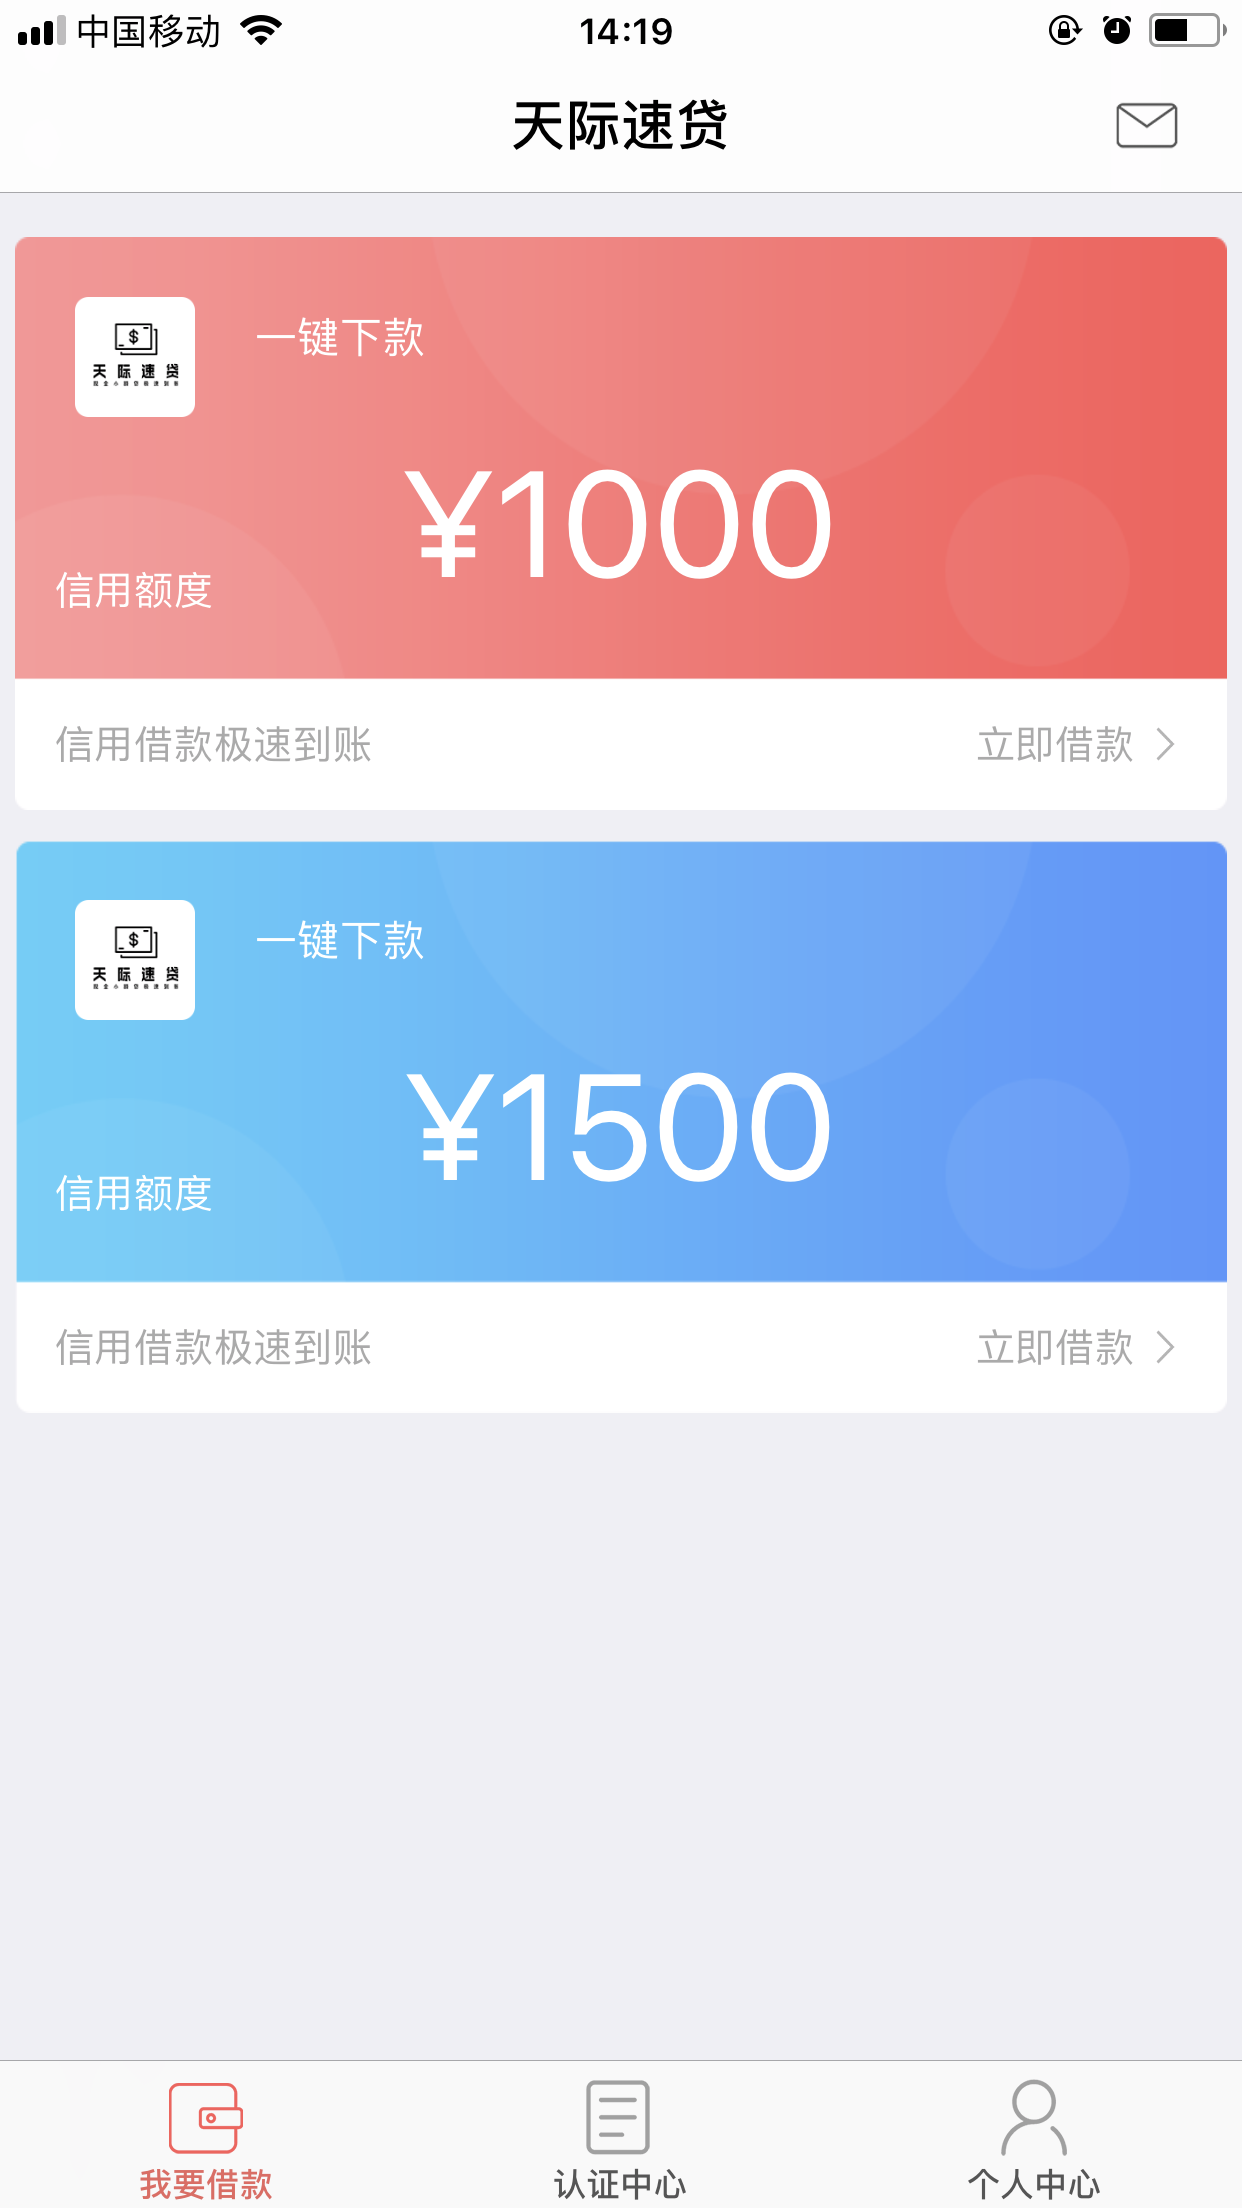 中国移动 14:19
天际速贷
$
天际速贷
一键下款
¥1000
信用额度
信用借款极速到账 立即借款
$
天际速贷
一键下款
¥1500
信用额度
信用借款极速到账 立即借款
我要借款 认证中心 个人中心